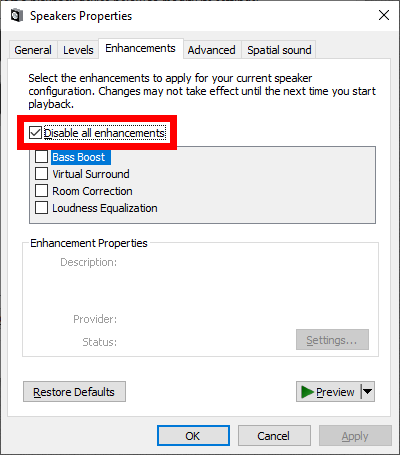 Speakers Properties
General Levels Enhancements Advanced Spatial sound
Select the enhancements to apply for your current speaker
configuration. Changes may not take effect until the next time you start
playback.
Disable all enhancements
Bass Boost
Virtual Surround
Room Correction
Loudness Equalization
Enhancement Properties
Description:
Provider:
Status:
Settings...
Restore Defaults
Preview
OK
Cancel
Apply